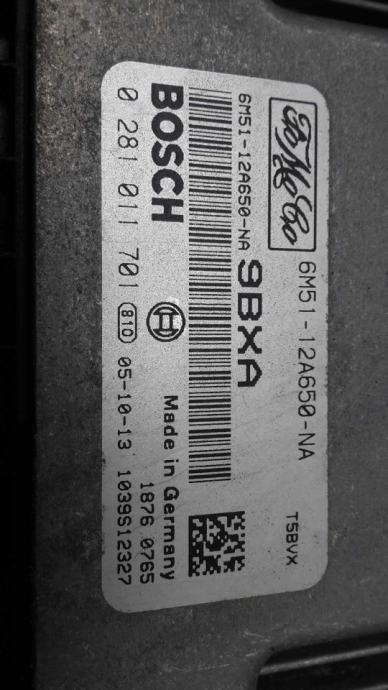 FoMoCo
6M51-12A650-NA
T5BVX
6M51-12A650-NA
9BXA
BOSCH
Made in Germany
1876 0765
0 281 011 701 810 05-10-13 1039S12327